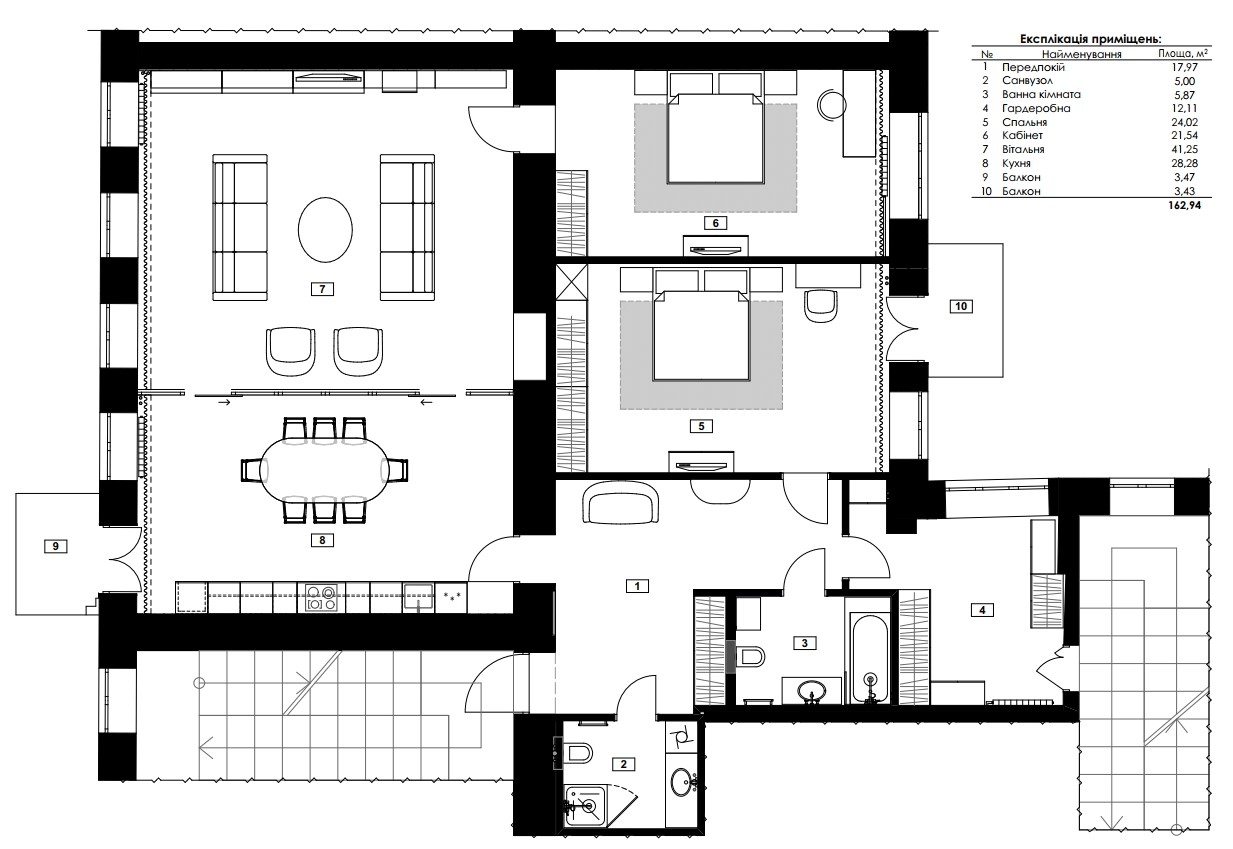 Експлікація приміщень:
№ Найменування Площа, м²
1 Передпокій 17,97
2 Санвузол 5,00
3 Ванна кімната 5,87
4 Гардеробна 12,11
5 Спальня 24,02
6 Кабінет 21,54
7 Вітальня 41,25
8 Кухня 28,28
9 Балкон 3,47
10 Балкон 3,43
162,94
6
7
10
5
8
9
1
4
3
2